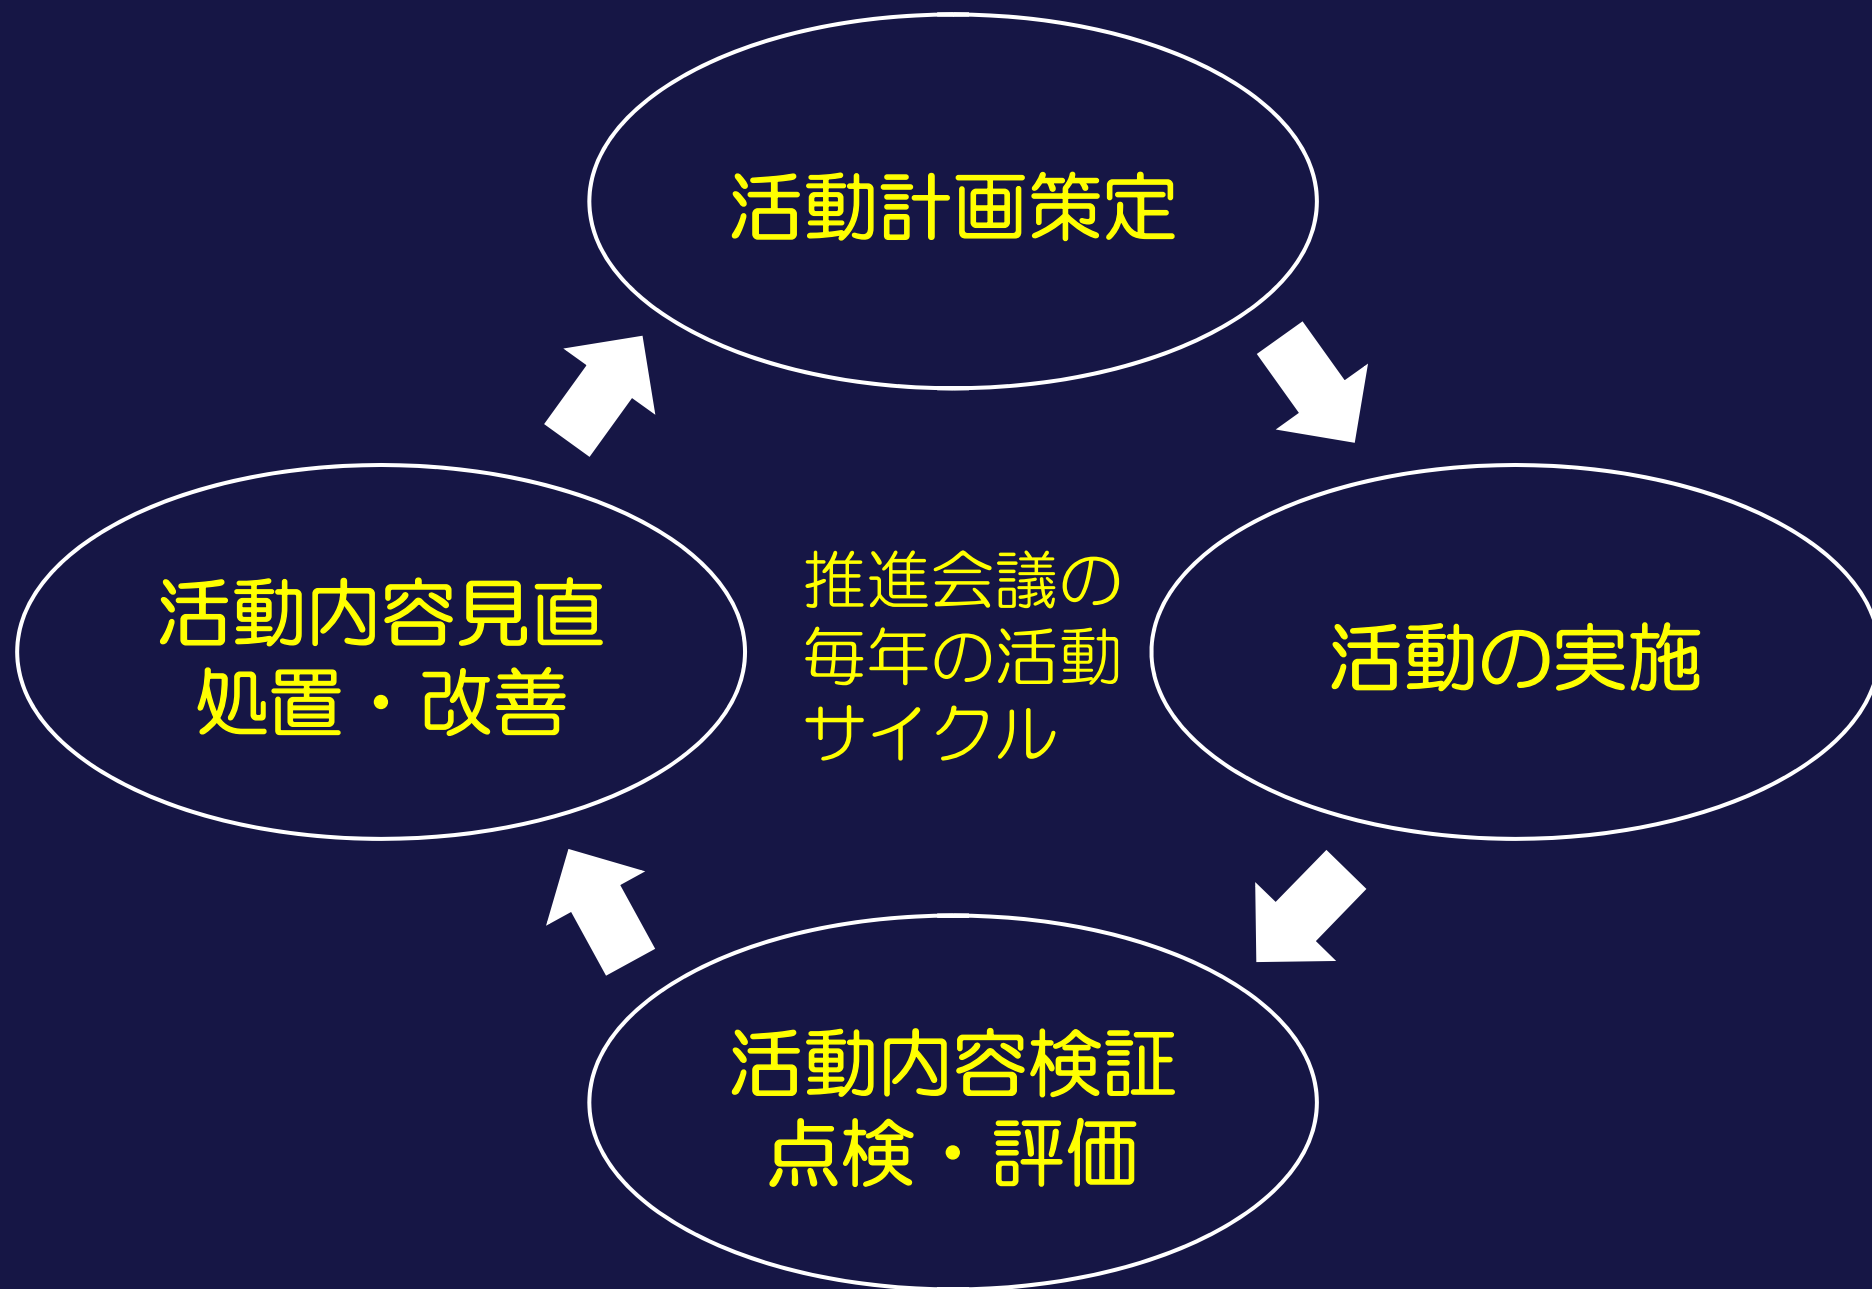 活動計画策定
活動内容見直
処置・改善
推進会議の
毎年の活動
サイクル
活動の実施
活動内容検証
点検・評価